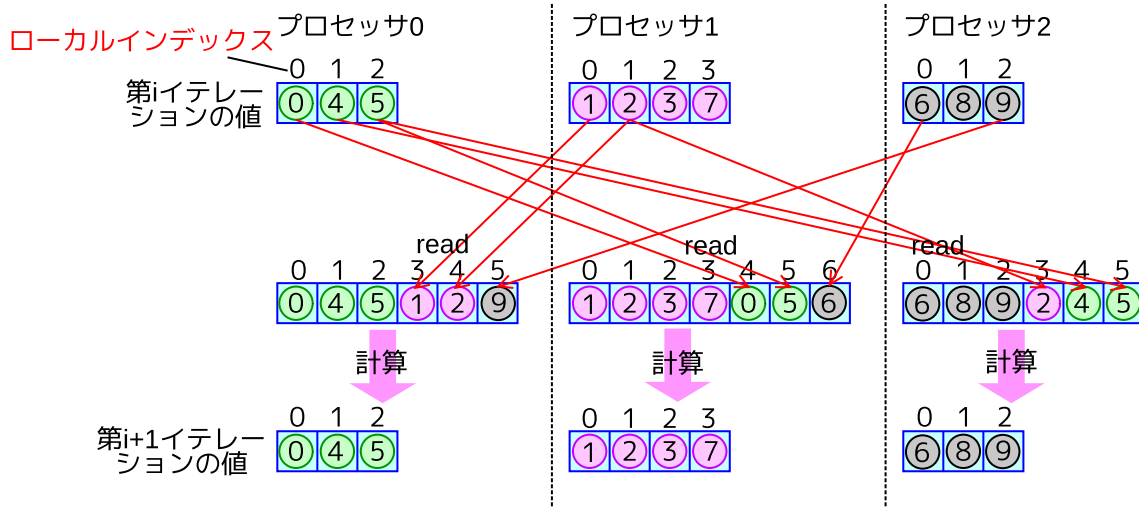 プロセッサ0 プロセッサ1 プロセッサ2
ローカルインデックス
0 1 2 0 1 2 3 0 1 2
第iイテレー
ションの値
0 4 5 1 2 3 7 6 8 9
read read read
0 1 2 3 4 5 0 1 2 3 4 5 6 0 1 2 3 4 5
0 4 5 1 2 9 1 2 3 7 0 5 6 6 8 9 2 4 5
計算 計算 計算
0 1 2 0 1 2 3 0 1 2
第i+1イテレー
ションの値
0 4 5 1 2 3 7 6 8 9